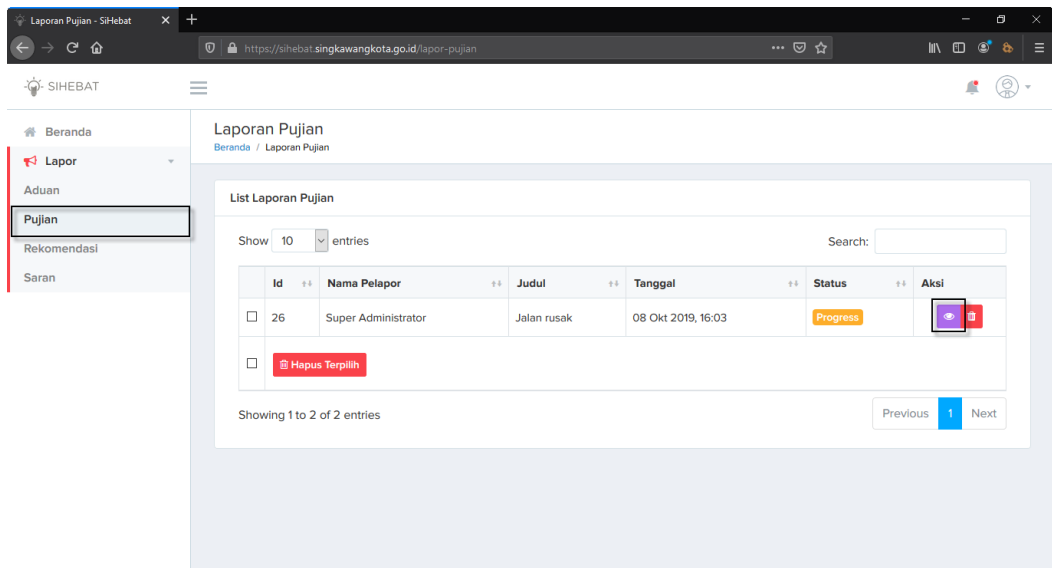 Laporan Pujian - SiHebat
https://sihebat.singkawangkota.go.id/lapor-pujian
SIHEBAT
Beranda
Lapor
Aduan
Pujian
Rekomendasi
Saran
Laporan Pujian
Beranda / Laporan Pujian
List Laporan Pujian
Show 10 entries
Search:
Id Nama Pelapor Judul Tanggal Status Aksi
26 Super Administrator Jalan rusak 08 Okt 2019, 16:03 Progress
Hapus Terpilih
Showing 1 to 2 of 2 entries
Previous 1 Next